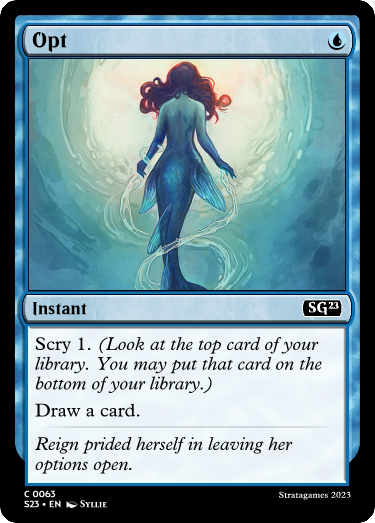 Opt
Instant
SG23
Scry 1. (Look at the top card of your
library. You may put that card on the
bottom of your library.)
Draw a card.
Reign prided herself in leaving her
options open.
C 0063
S23 • EN SYLLIE
Stratagames 2023